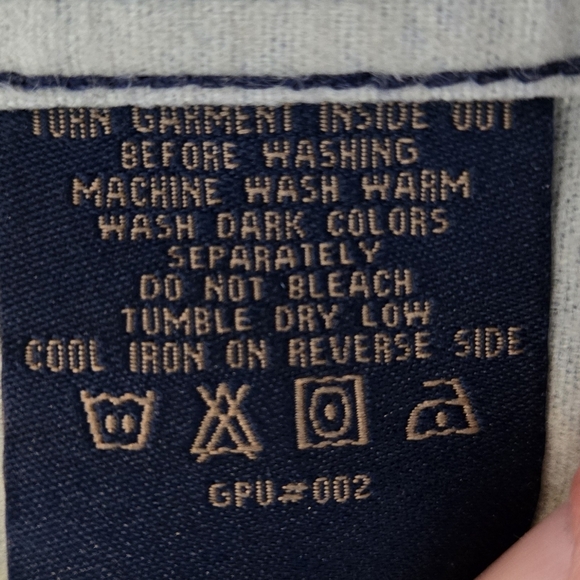 TURN GARMENT INSIDE OUT
BEFORE WASHING
MACHINE WASH WARM
WASH DARK COLORS
SEPARATELY
DO NOT BLEACH
TUMBLE DRY LOW
COOL IRON ON REVERSE SIDE
GPU#002